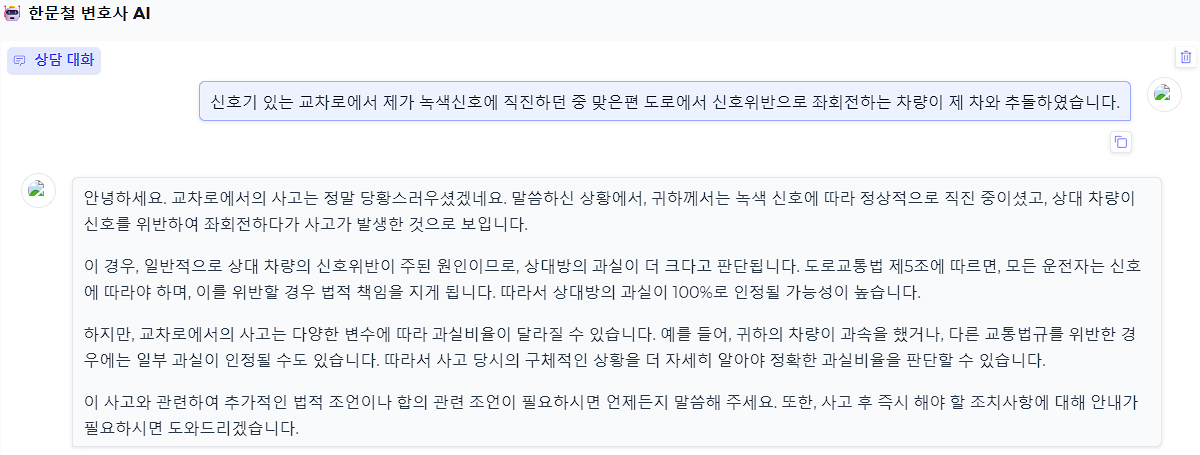 한문철 변호사 AI
상담 대화
신호기 있는 교차로에서 제가 녹색신호에 직진하던 중 맞은편 도로에서 신호위반으로 좌회전하는 차량이 제 차와 추돌하였습니다.
안녕하세요. 교차로에서의 사고는 정말 당황스러우셨겠네요. 말씀하신 상황에서, 귀하께서는 녹색 신호에 따라 정상적으로 직진 중이셨고, 상대 차량이
신호를 위반하여 좌회전하다가 사고가 발생한 것으로 보입니다.
이 경우, 일반적으로 상대 차량의 신호위반이 주된 원인이므로, 상대방의 과실이 더 크다고 판단됩니다. 도로교통법 제5조에 따르면, 모든 운전자는 신호
에 따라야 하며, 이를 위반할 경우 법적 책임을 지게 됩니다. 따라서 상대방의 과실이 100%로 인정될 가능성이 높습니다.
하지만, 교차로에서의 사고는 다양한 변수에 따라 과실비율이 달라질 수 있습니다. 예를 들어, 귀하의 차량이 과속을 했거나, 다른 교통법규를 위반한 경
우에는 일부 과실이 인정될 수도 있습니다. 따라서 사고 당시의 구체적인 상황을 더 자세히 알아야 정확한 과실비율을 판단할 수 있습니다.
이 사고와 관련하여 추가적인 법적 조언이나 합의 관련 조언이 필요하시면 언제든지 말씀해 주세요. 또한, 사고 후 즉시 해야 할 조치사항에 대해 안내가
필요하시면 도와드리겠습니다.